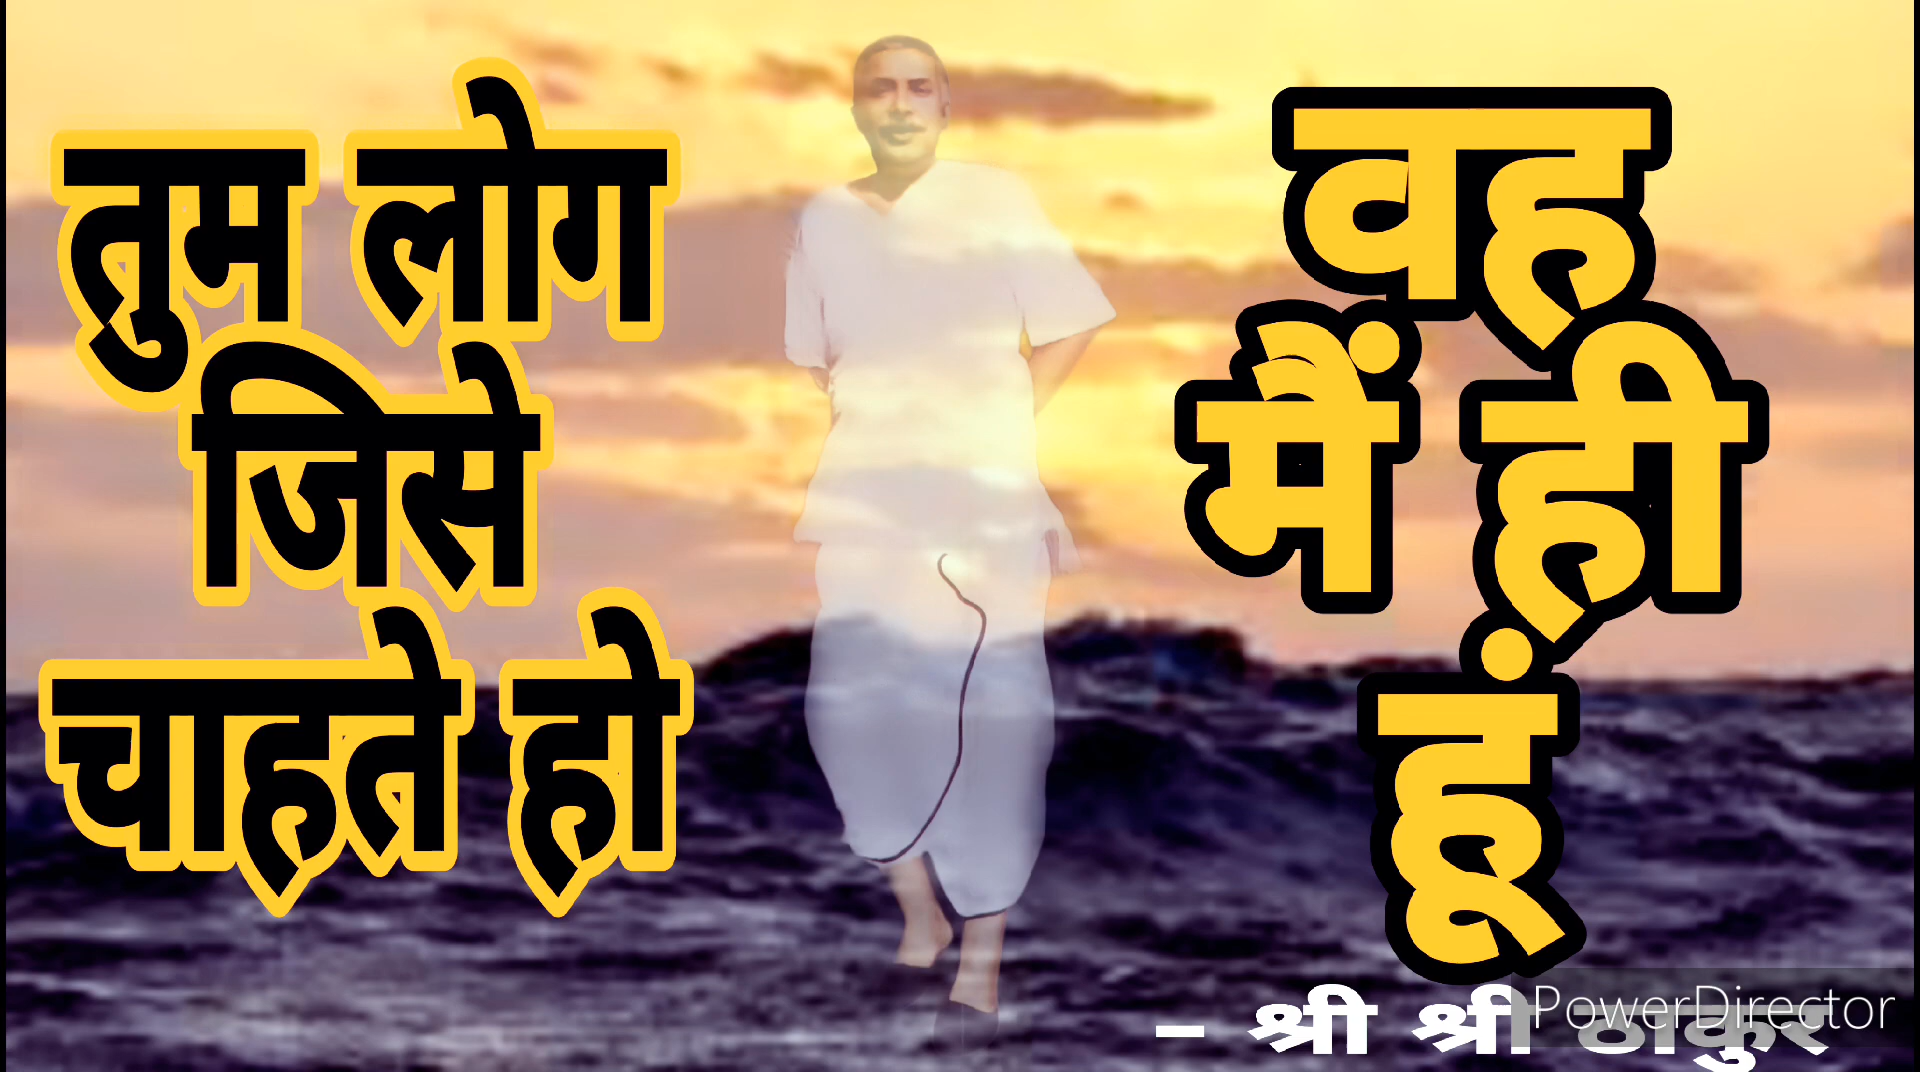 तुम लोग
जिसे
चाहते हो
वह
मैं ही
हूं
- श्री श्री ठाकुर
PowerDirector